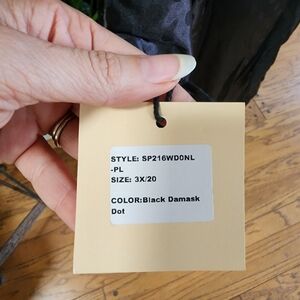 STYLE: SP216WD0NL
-PL
SIZE: 3X/20
COLOR:Black Damask
Dot